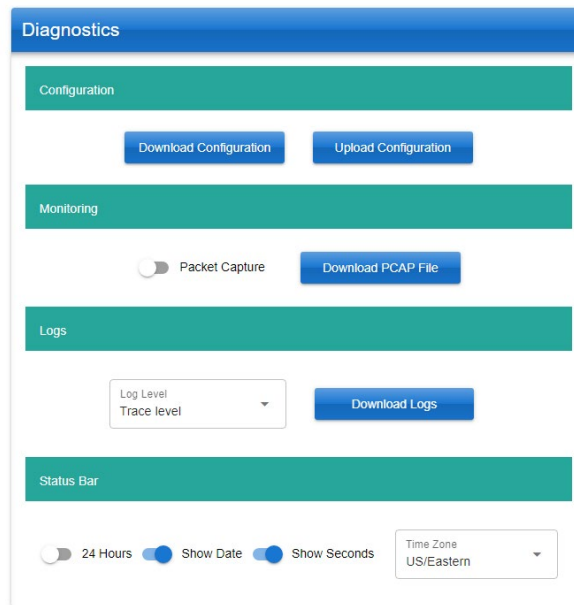 Diagnostics
Configuration
Download Configuration Upload Configuration
Monitoring
Packet Capture Download PCAP File
Logs
Log Level
Trace level Download Logs
Status Bar
24 Hours Show Date Show Seconds Time Zone
US/Eastern